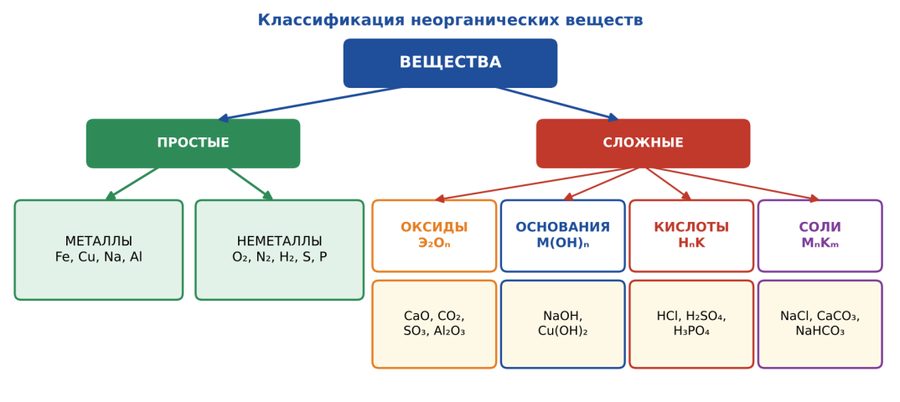 Классификация неорганических веществ
ВЕЩЕСТВА
ПРОСТЫЕ
СЛОЖНЫЕ
МЕТАЛЛЫ
Fe, Cu, Na, Al
НЕМЕТАЛЛЫ
O₂, N₂, H₂, S, P
ОКСИДЫ
Э₂Oₙ
ОСНОВАНИЯ
M(OH)ₙ
КИСЛОТЫ
HₙK
СОЛИ
MₙKₘ
CaO, CO₂,
SO₃, Al₂O₃
NaOH,
Cu(OH)₂
HCl, H₂SO₄,
H₃PO₄
NaCl, CaCO₃,
NaHCO₃